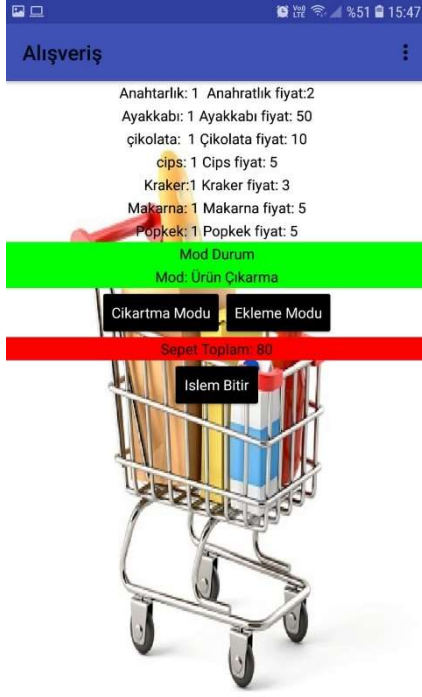 Vo))
LTE %51 15:47
Alışveriş
Anahtarlık: 1 Anahratlık fiyat:2
Ayakkabı: 1 Ayakkabı fiyat: 50
çikolata: 1 Çikolata fiyat: 10
cips: 1 Cips fiyat: 5
Kraker:1 Kraker fiyat: 3
Makarna: 1 Makarna fiyat: 5
Popkek: 1 Popkek fiyat: 5
Mod Durum
Mod: Ürün Çıkarma
Cikartma Modu Ekleme Modu
Sepet Toplam: 80
Islem Bitir